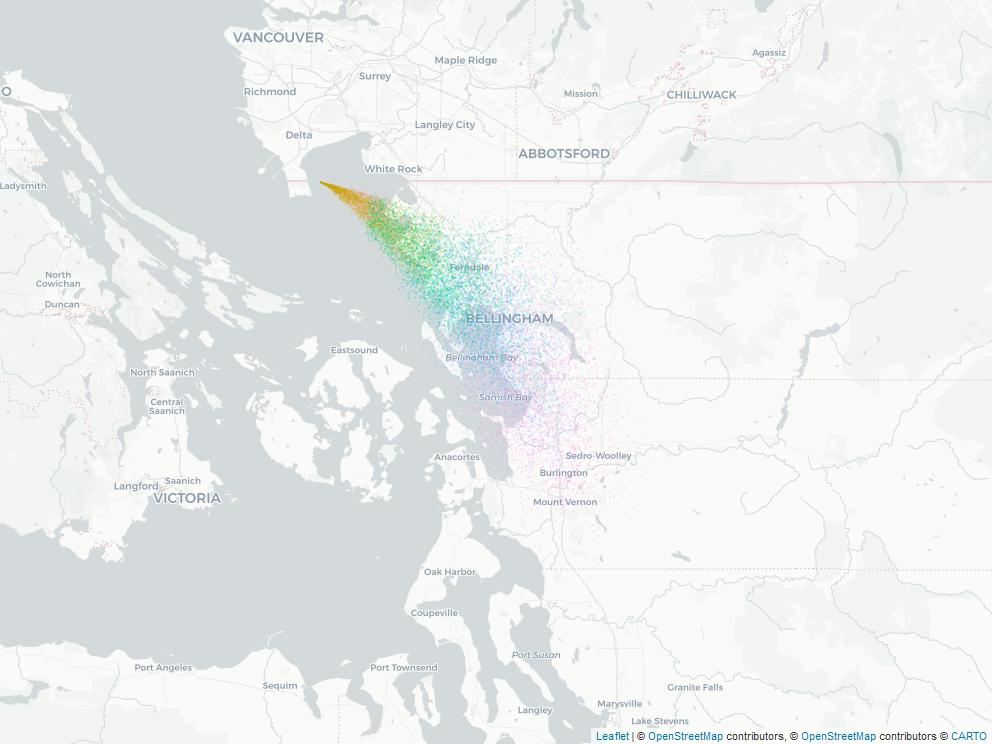 VANCOUVER
Agassiz
Maple Ridge
Surrey
Richmond
Mission
CHILLIWACK
O
Langley City
Delta
ABBOTSFORD
White Rock
Ladysmith
Ferndale
North
Cowichan
Duncan
BELLINGHAM
Eastsound
Bellingham Bay
North Saanich
Samish Bay
Central
Saanich
Anacortes
Sedro-Woolley
Burlington
Saanich
Langford
VICTORIA
Mount Vernon
Oak Harbor
Coupeville
Port Susan
Port Angeles
Port Townsend
Sequim
Granite Falls
Marysville
Langley
Lake Stevens
Leaflet | © OpenStreetMap contributors, © OpenStreetMap contributors © CARTO